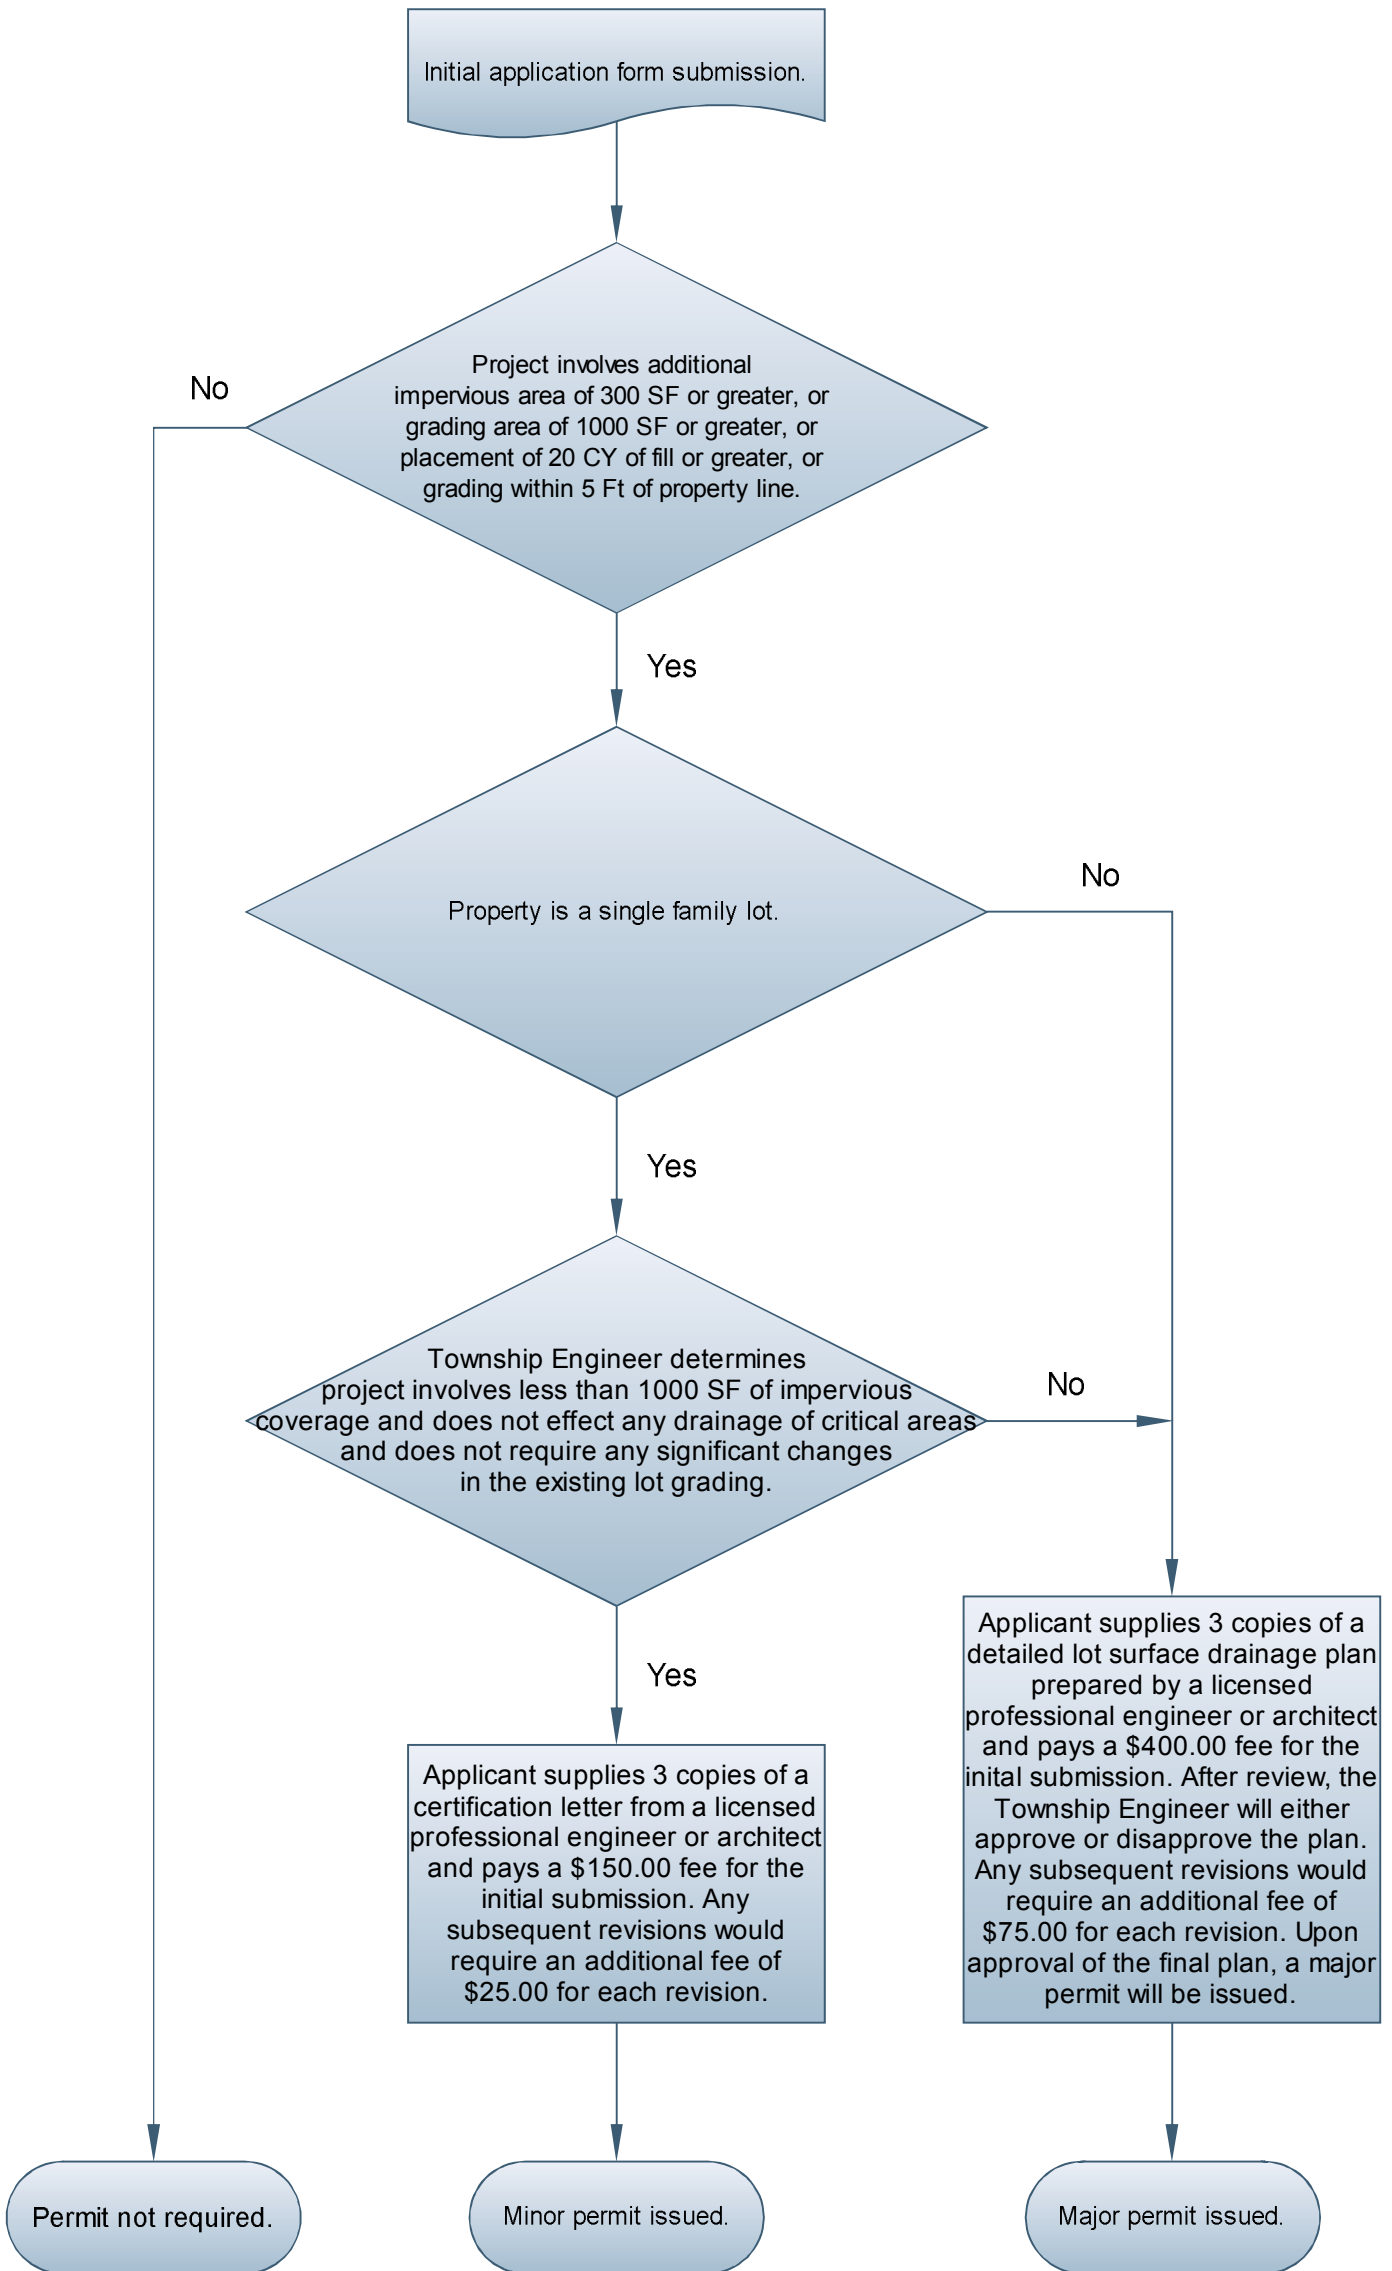 Initial application form submission.
Project involves additional
impervious area of 300 SF or greater, or
grading area of 1000 SF or greater, or
placement of 20 CY of fill or greater, or
grading within 5 Ft of property line.
No
Yes
Property is a single family lot.
No
Yes
Township Engineer determines
project involves less than 1000 SF of impervious
coverage and does not effect any drainage of critical areas
and does not require any significant changes
in the existing lot grading.
No
Yes
Applicant supplies 3 copies of a
certification letter from a licensed
professional engineer or architect
and pays a $150.00 fee for the
initial submission. Any
subsequent revisions would
require an additional fee of
$25.00 for each revision.
Applicant supplies 3 copies of a
detailed lot surface drainage plan
prepared by a licensed
professional engineer or architect
and pays a $400.00 fee for the
inital submission. After review, the
Township Engineer will either
approve or disapprove the plan.
Any subsequent revisions would
require an additional fee of
$75.00 for each revision. Upon
approval of the final plan, a major
permit will be issued.
Permit not required.
Minor permit issued.
Major permit issued.